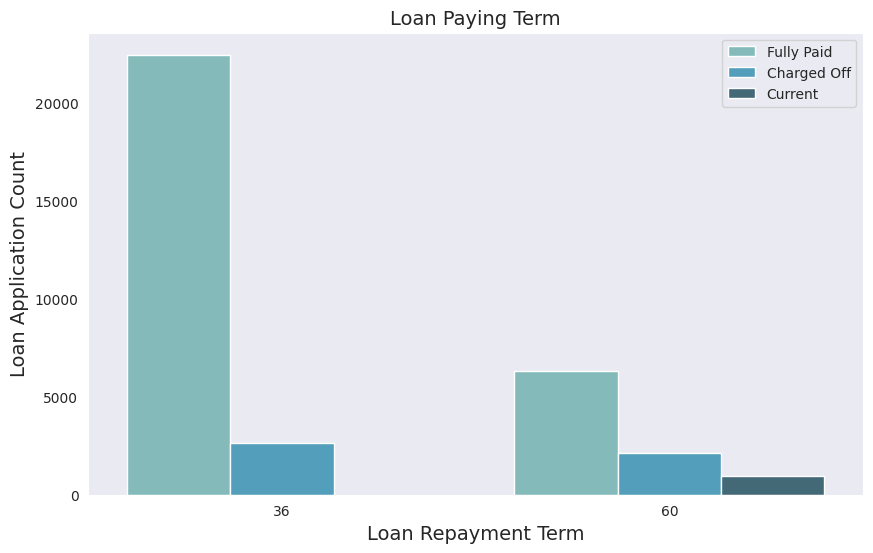 Loan Paying Term
Fully Paid
Charged Off
Current
Loan Application Count
20000
15000
10000
5000
0
36
60
Loan Repayment Term